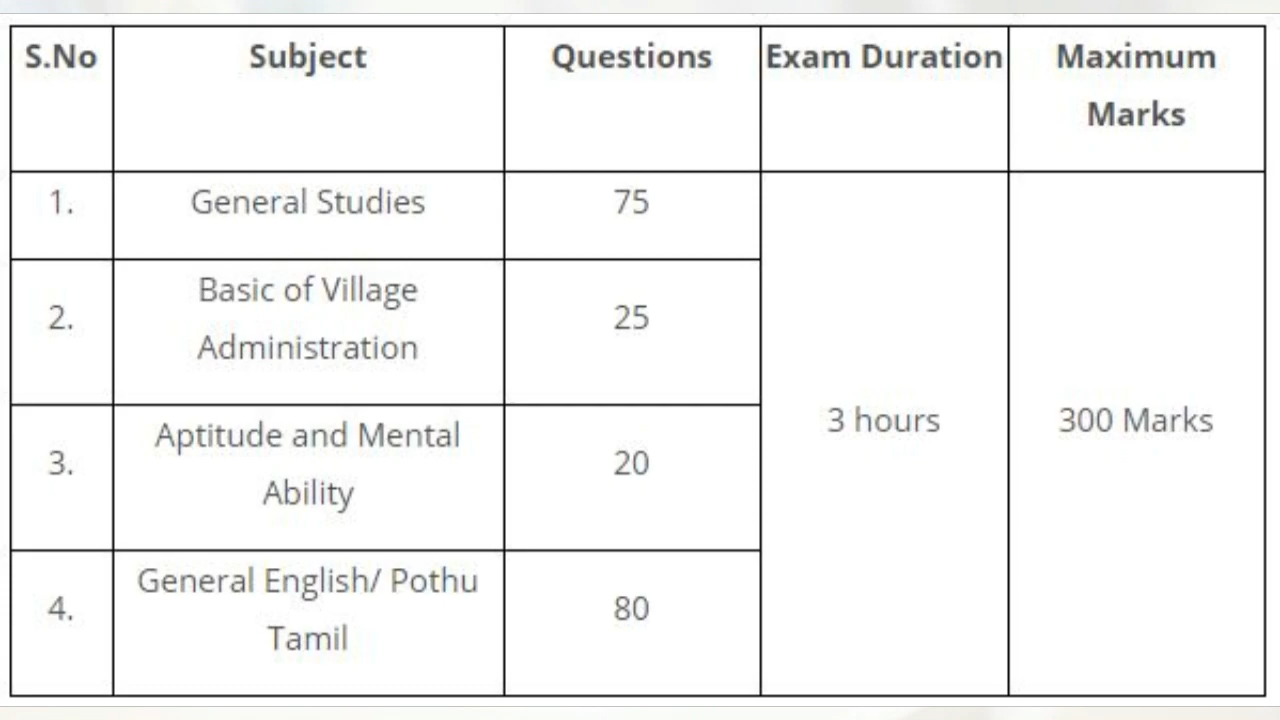 S.No Subject Questions Exam Duration Maximum
Marks
1. General Studies 75
Basic of Village
2. 25
Administration
3 hours 300 Marks
Aptitude and Mental
3. 20
Ability
General English/ Pothu
4. 80
Tamil